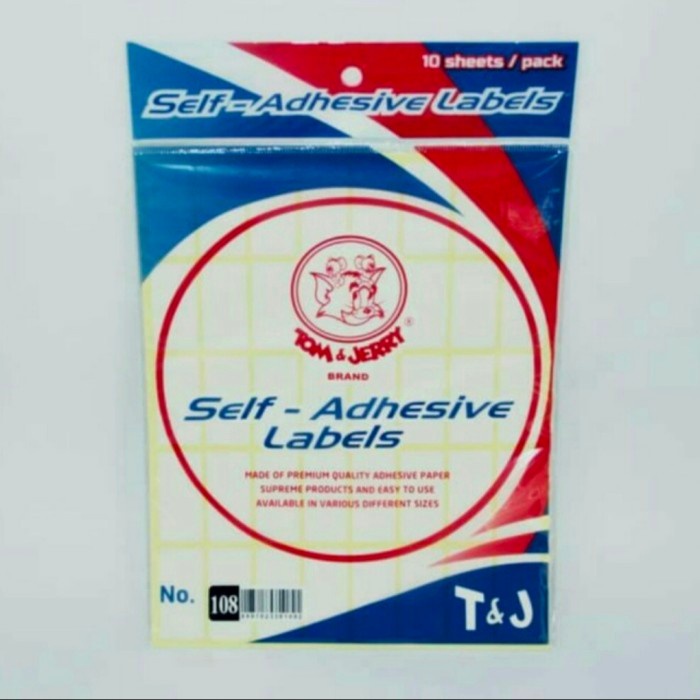 10 sheets / pack
Self - Adhesive Labels
TOM & JERRY ®
BRAND
Self - Adhesive
Labels
MADE OF PREMIUM QUALITY ADHESIVE PAPER
SUPREME PRODUCTS AND EASY TO USE
AVAILABLE IN VARIOUS DIFFERENT SIZES
No. 108
T&J